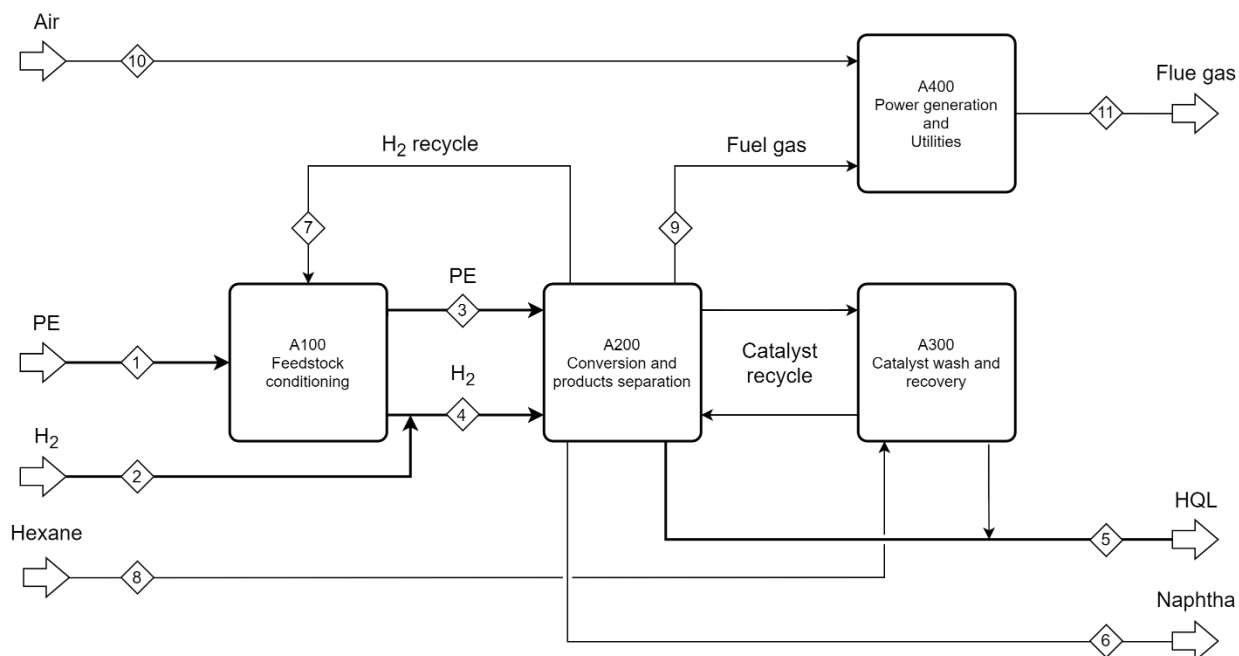 Air
10
A400
Power generation
and
Utilities
Flue gas
11
H₂ recycle
Fuel gas
7
9
PE
3
PE
1
A100
Feedstock
conditioning
A200
Conversion and
products separation
Catalyst
recycle
A300
Catalyst wash and
recovery
H₂
4
H₂
2
Hexane
8
HQL
5
Naphtha
6